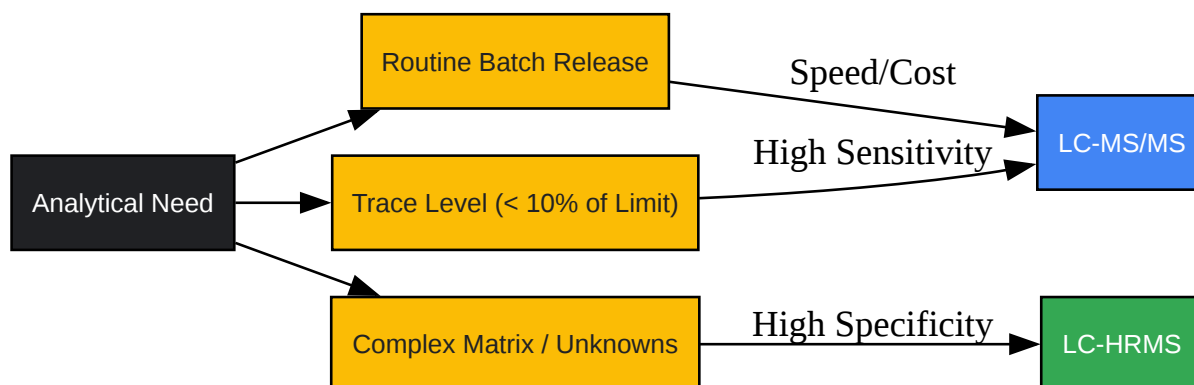 Analytical Need
Routine Batch Release
Speed/Cost
Trace Level (< 10% of Limit)
High Sensitivity
LC-MS/MS
Complex Matrix / Unknowns
High Specificity
LC-HRMS